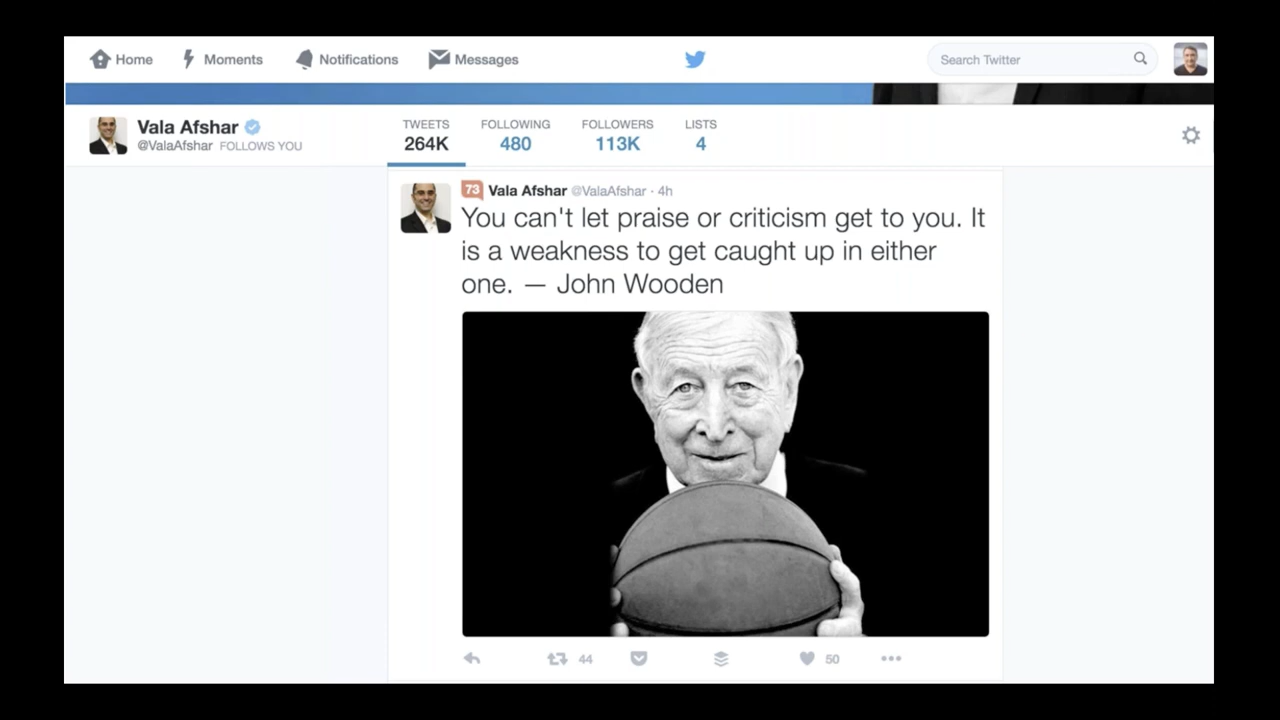 Home Moments Notifications Messages Search Twitter
Vala Afshar
@ValaAfshar FOLLOWS YOU
TWEETS FOLLOWING FOLLOWERS LISTS
264K 480 113K 4
73 Vala Afshar @ValaAfshar · 4h
You can't let praise or criticism get to you. It
is a weakness to get caught up in either
one. — John Wooden
44 50